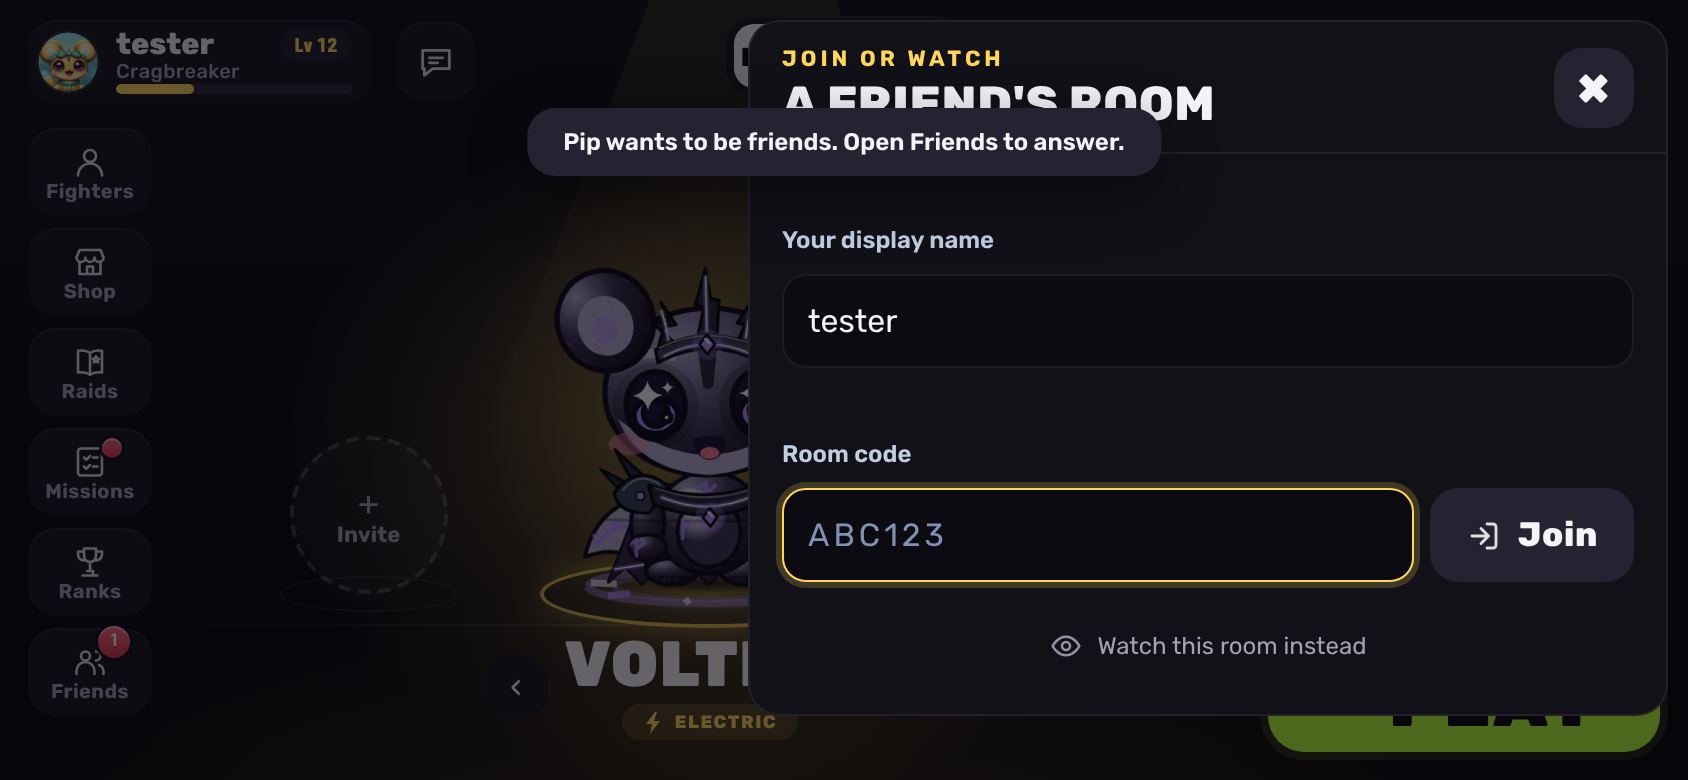 tester
Lv 12
Cragbreaker
JOIN OR WATCH
A FRIEND'S ROOM
Pip wants to be friends. Open Friends to answer.
Fighters
Shop
Raids
Missions
Ranks
1
Friends
+
Invite
ELECTRIC
Your display name
tester
Room code
ABC123
Join
Watch this room instead